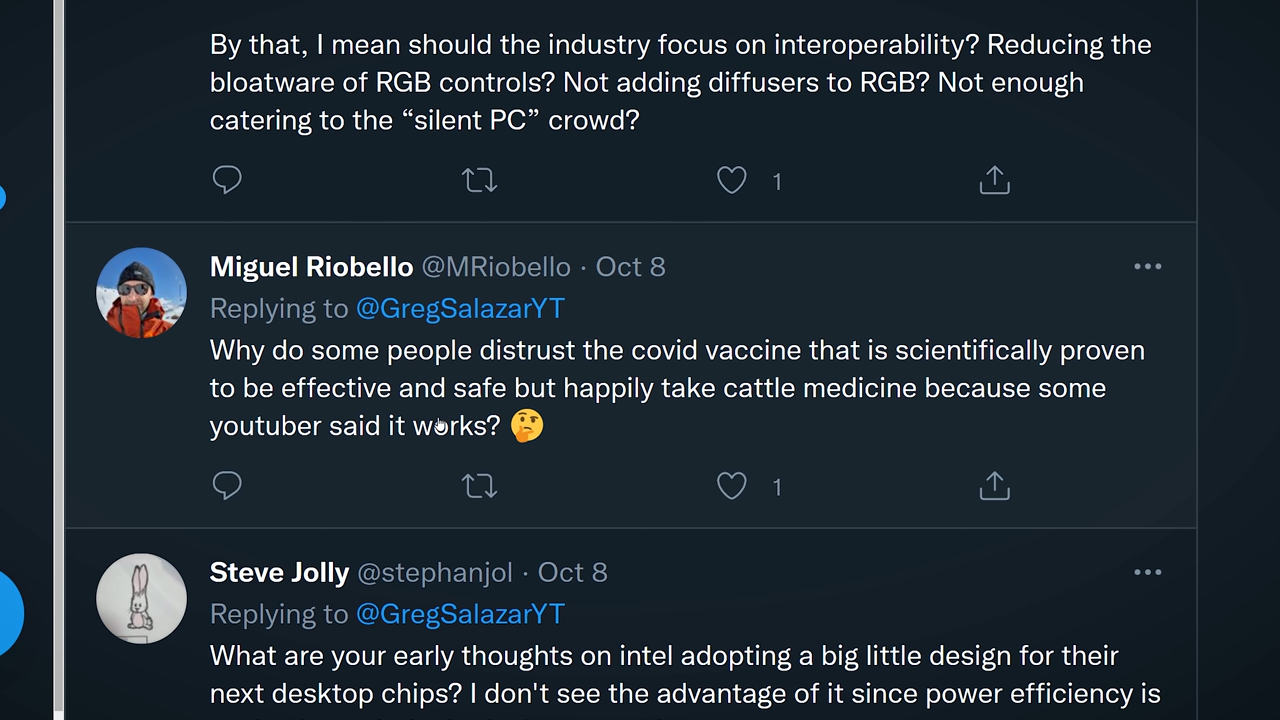 By that, I mean should the industry focus on interoperability? Reducing the
bloatware of RGB controls? Not adding diffusers to RGB? Not enough
catering to the “silent PC” crowd?
1
Miguel Riobello @MRiobello · Oct 8
Replying to @GregSalazarYT
Why do some people distrust the covid vaccine that is scientifically proven
to be effective and safe but happily take cattle medicine because some
youtuber said it works? 🤔
1
Steve Jolly @stephanjol · Oct 8
Replying to @GregSalazarYT
What are your early thoughts on intel adopting a big little design for their
next desktop chips? I don't see the advantage of it since power efficiency is